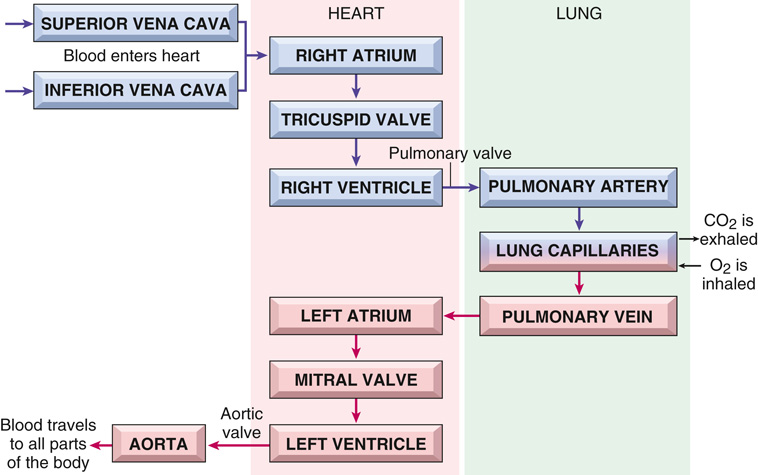 HEART
LUNG
SUPERIOR VENA CAVA
Blood enters heart
INFERIOR VENA CAVA
RIGHT ATRIUM
TRICUSPID VALVE
Pulmonary valve
RIGHT VENTRICLE
PULMONARY ARTERY
CO2 is
exhaled
LUNG CAPILLARIES
O2 is
inhaled
PULMONARY VEIN
LEFT ATRIUM
MITRAL VALVE
Aortic
valve
LEFT VENTRICLE
AORTA
Blood travels
to all parts
of the body